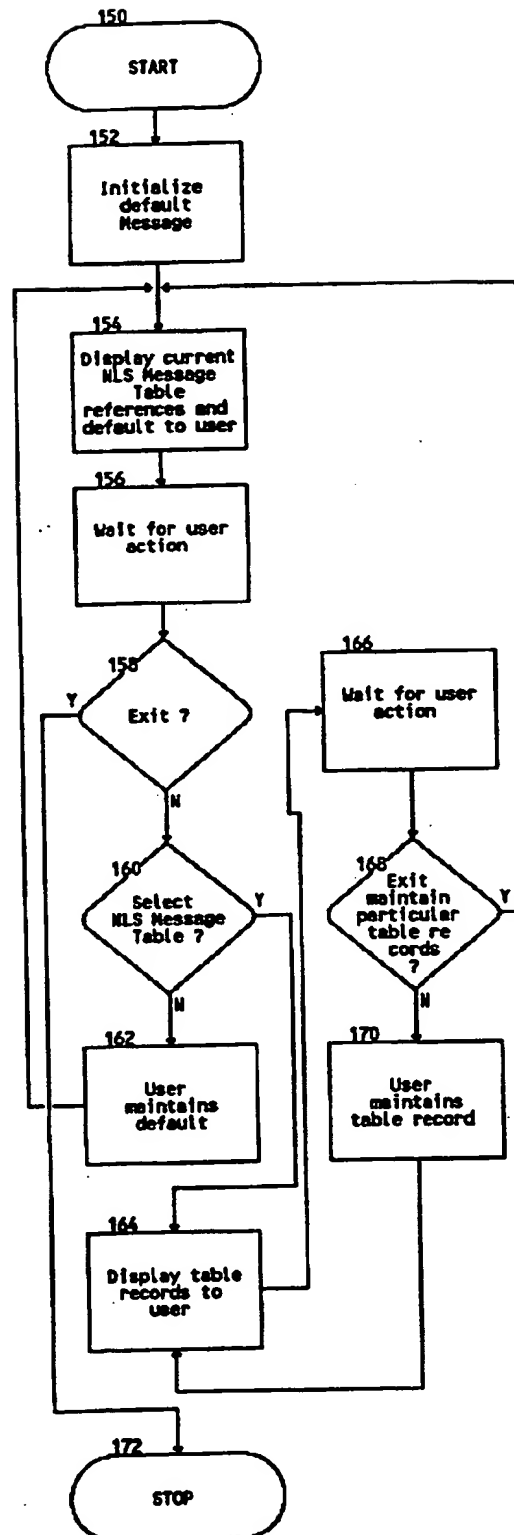 150
START
152
Initialize
default
Message
154
Display current
NLS Message
Table
references and
default to user
156
Wait for user
action
158
Exit ?
Y
N
160
Select
NLS Message
Table ?
Y
N
162
User
maintains
default
164
Display table
records to
user
166
Wait for user
action
168
Exit
maintain
particular
table re
cords
?
Y
N
170
User
maintains
table record
172
STOP